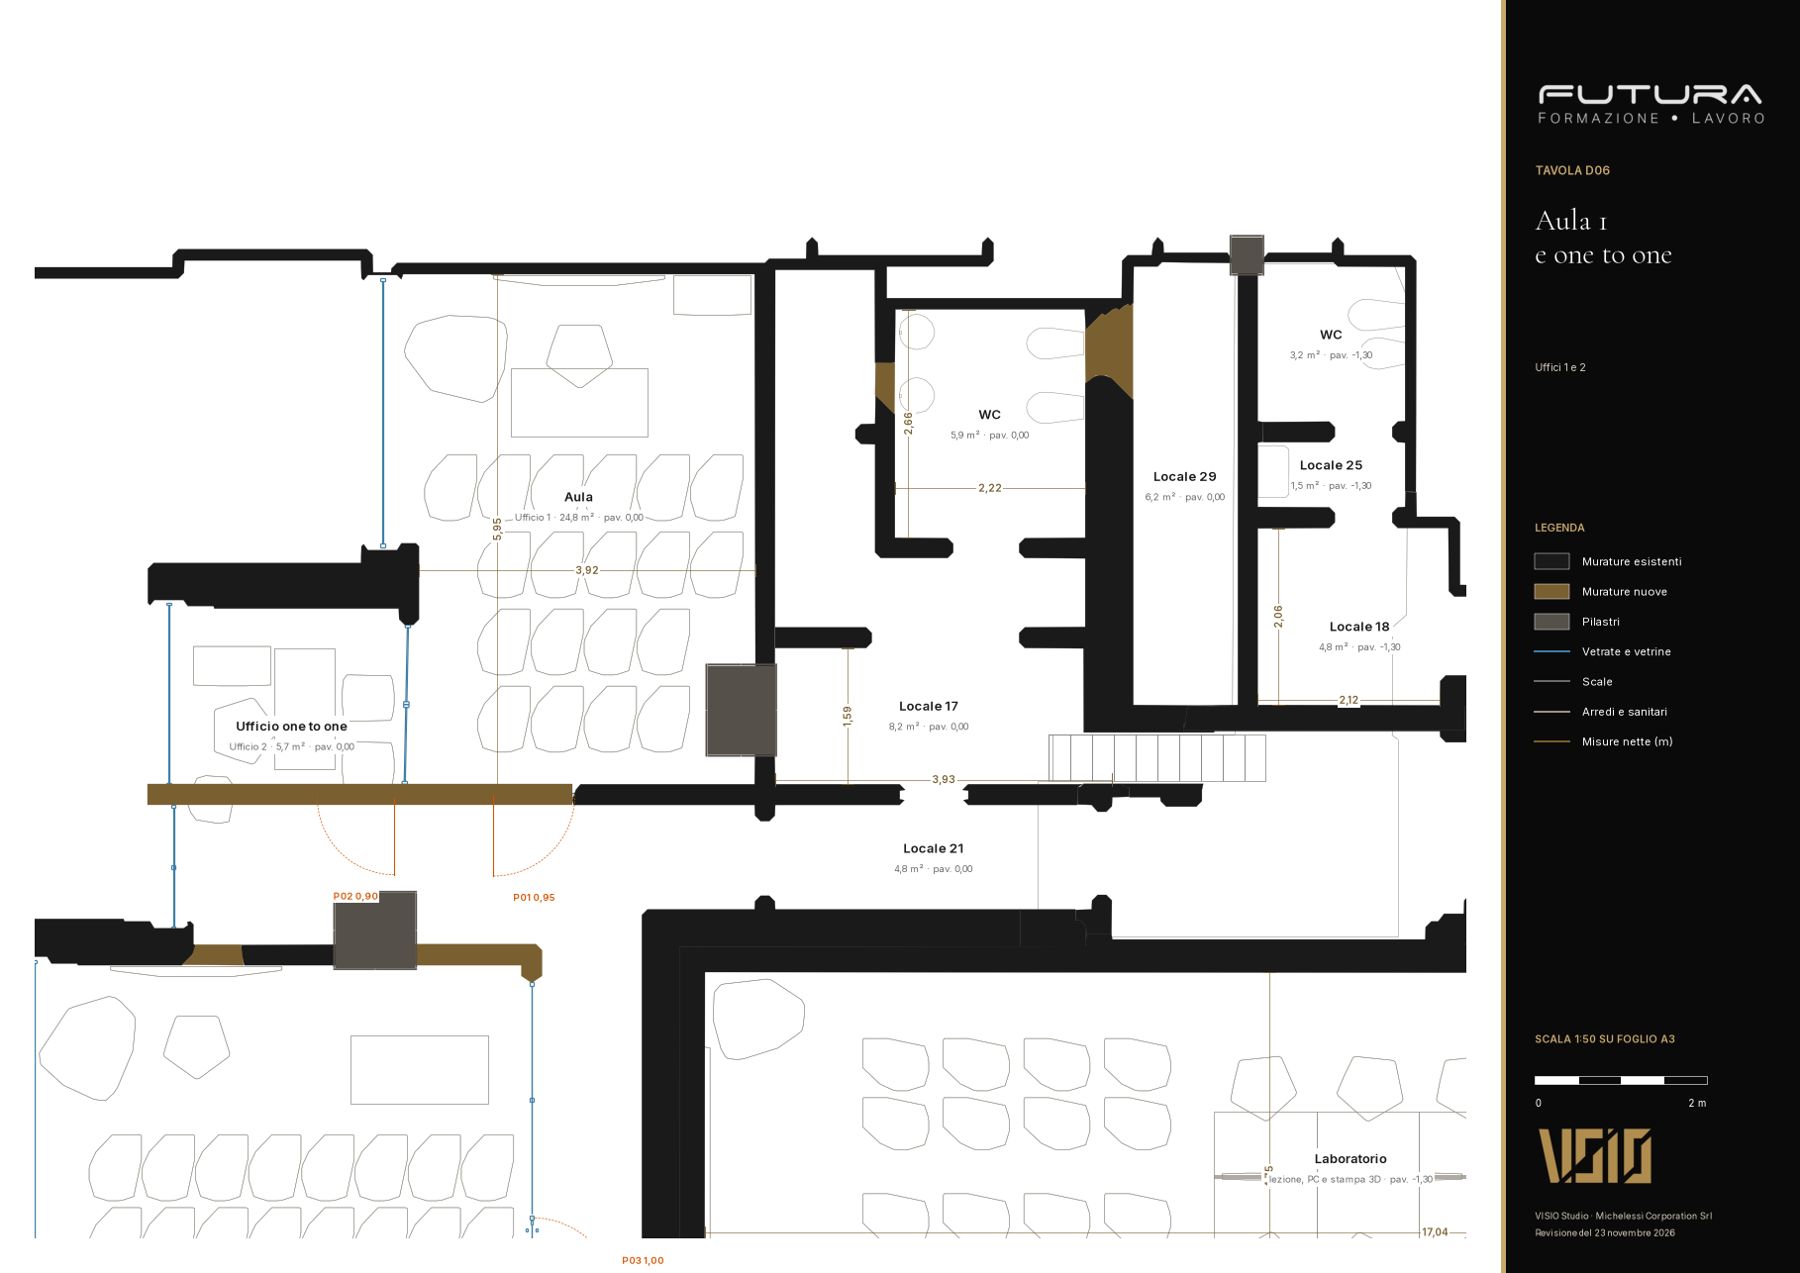 FUTURA
FORMAZIONE • LAVORO
TAVOLA D06
Aula 1
e one to one
Uffici 1 e 2
LEGENDA
Murature esistenti
Murature nuove
Pilastri
Vetrate e vetrine
Scale
Arredi e sanitari
Misure nette (m)
SCALA 1:50 SU FOGLIO A3
0
2 m
VISIO
VISIO Studio · Michelessi Corporation Srl
Revisione del 23 novembre 2026
WC
3,2 m² · pav. -1,30
WC
5,9 m² · pav. 0,00
2,66
2,22
Locale 29
6,2 m² · pav. 0,00
Locale 25
1,5 m² · pav. -1,30
Aula
Ufficio 1 · 24,8 m² · pav. 0,00
5,95
3,92
2,06
Locale 18
4,8 m² · pav. -1,30
2,12
Ufficio one to one
Ufficio 2 · 5,7 m² · pav. 0,00
Locale 17
8,2 m² · pav. 0,00
1,59
3,93
Locale 21
4,8 m² · pav. 0,00
P02 0,90
P01 0,95
Laboratorio
lezione, PC e stampa 3D · pav. -1,30
17,04
P03 1,00